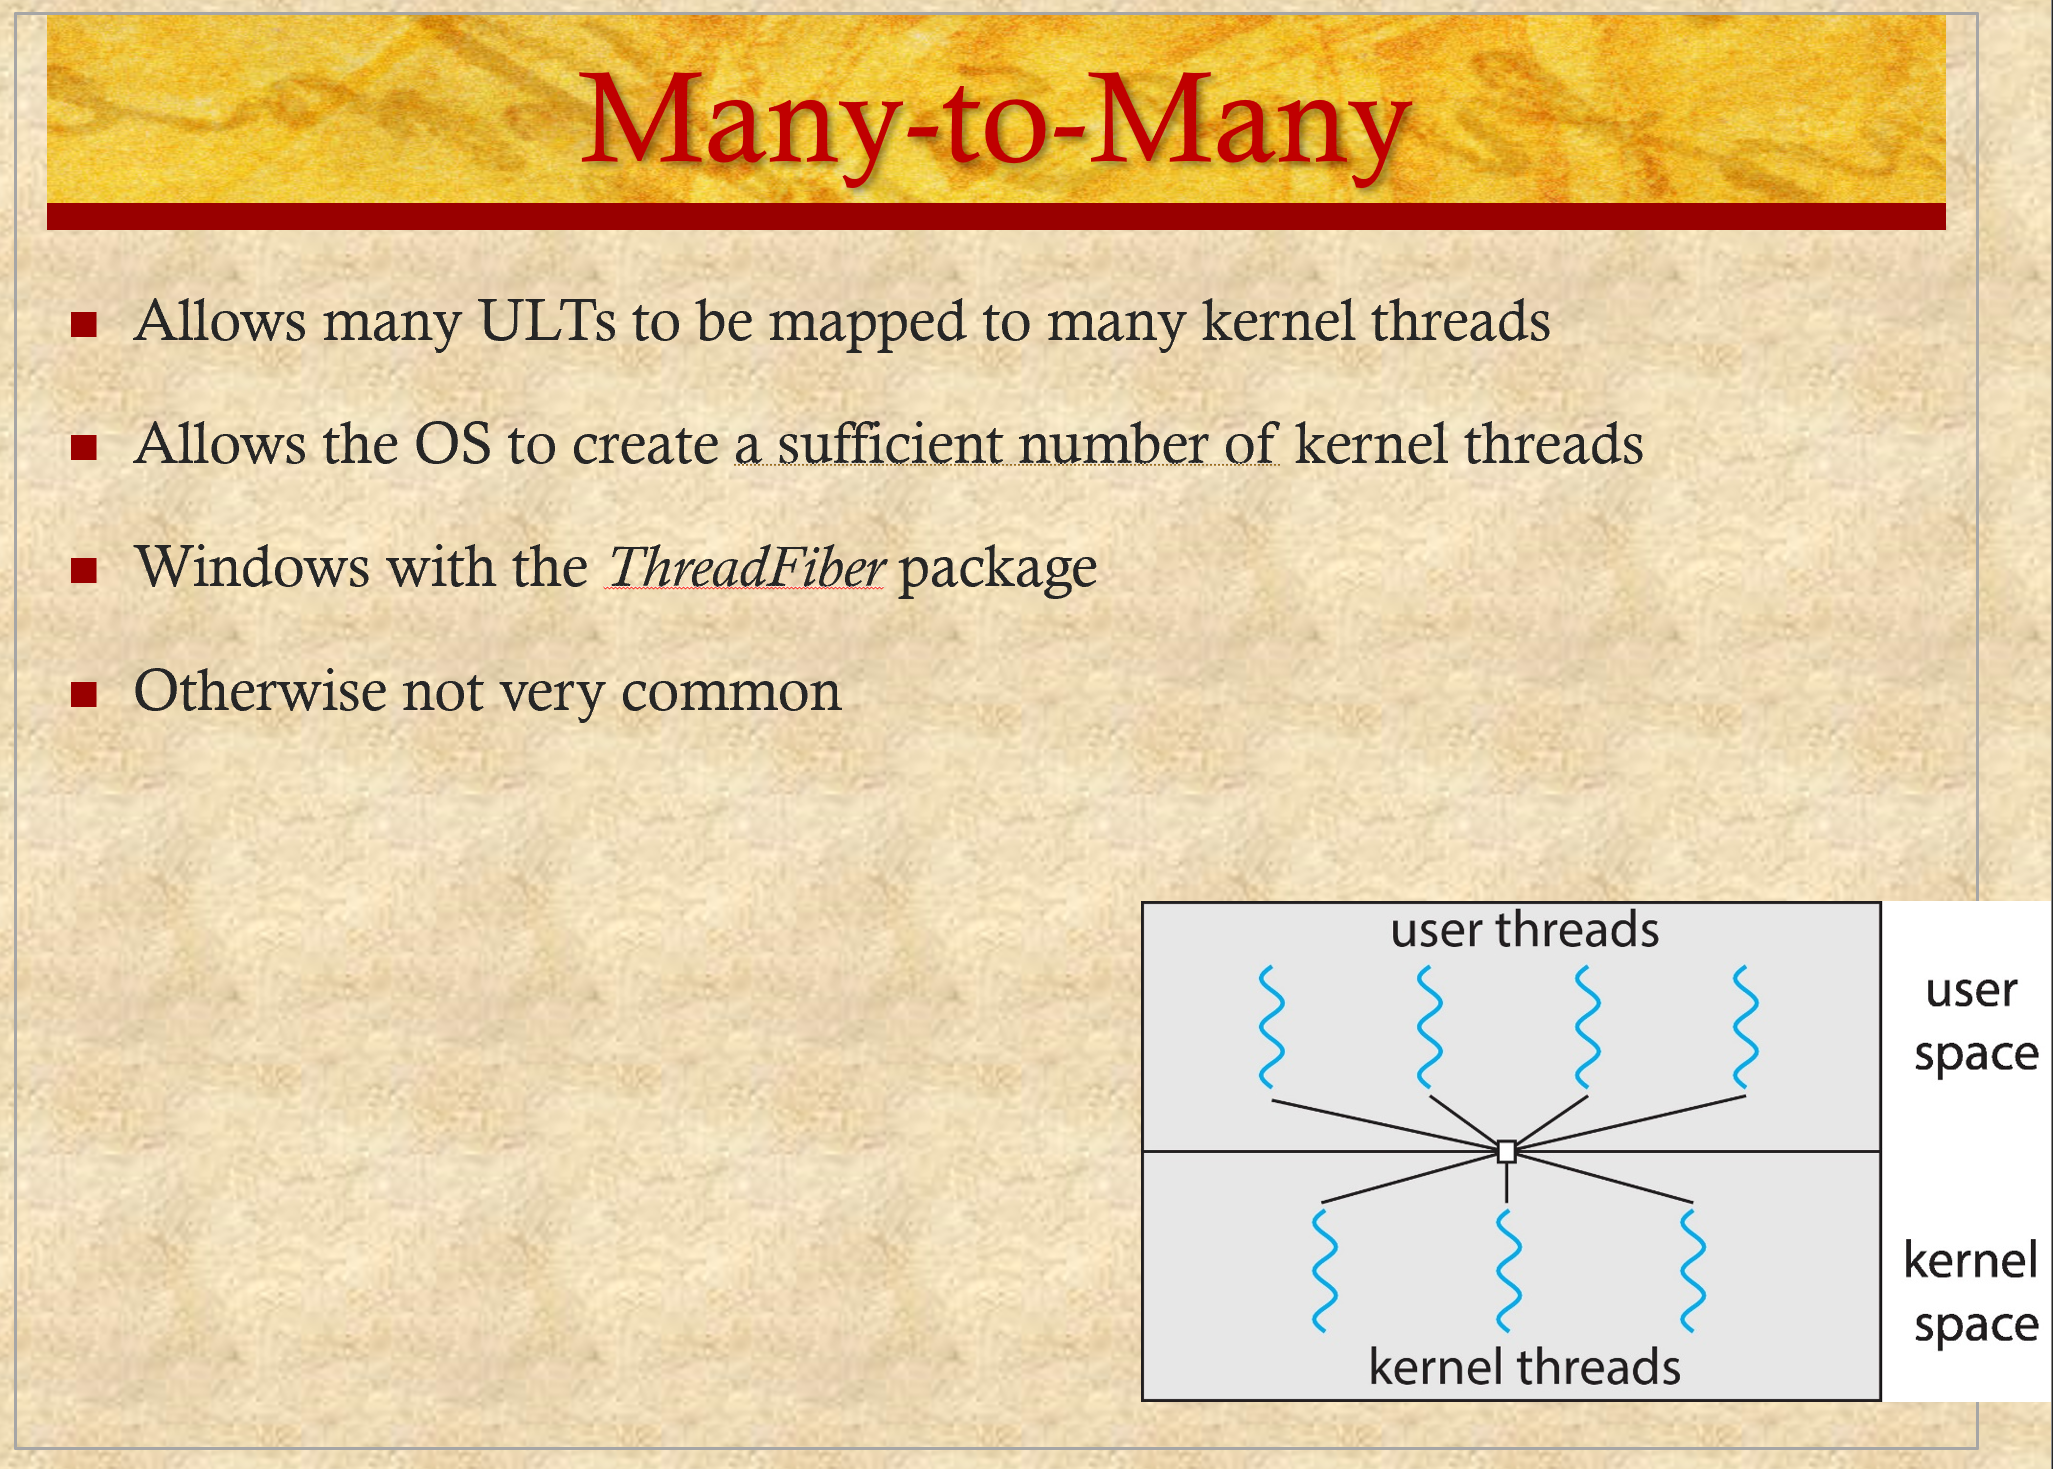 Many-to-Many
Allows many ULTs to be mapped to many kernel threads
Allows the OS to create a sufficient number of kernel threads
Windows with the ThreadFiber package
Otherwise not very common
user threads
user
space
kernel
space
kernel threads